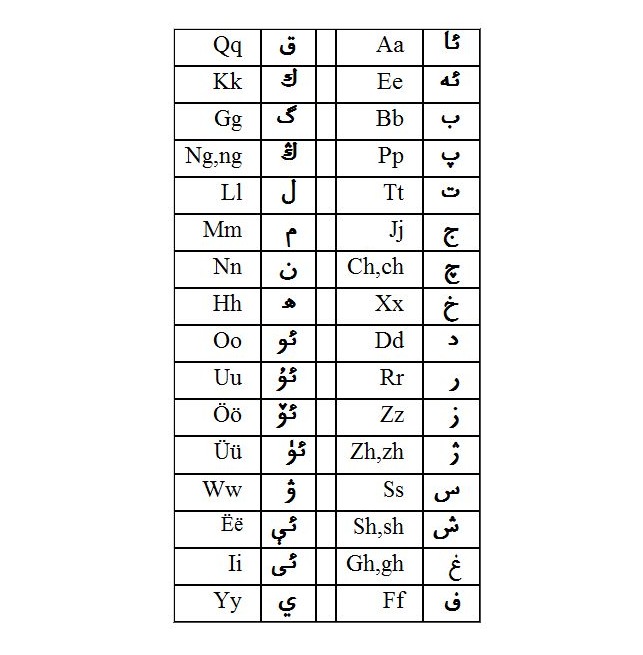 Qq ق Aa ئا
Kk ك Ee ئە
Gg گ Bb ب
Ng,ng ڭ Pp پ
Ll ل Tt ت
Mm م Jj ج
Nn ن Ch,ch چ
Hh ھ Xx خ
Oo ئو Dd د
Uu ئۇ Rr ر
Öö ئۆ Zz ز
Üü ئۈ Zh,zh ژ
Ww ۋ Ss س
Ëë ئې Sh,sh ش
Ii ئى Gh,gh غ
Yy ي Ff ف